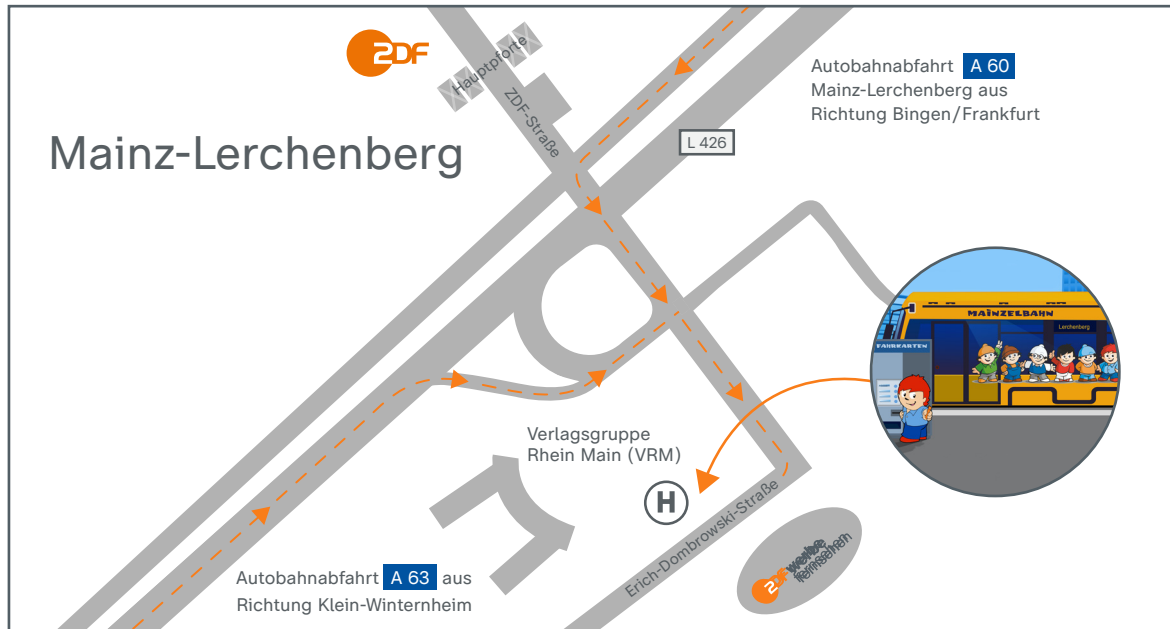 ZDF
Hauptpforte
ZDF-Straße
Autobahnabfahrt A 60
Mainz-Lerchenberg aus
Richtung Bingen/Frankfurt
Mainz-Lerchenberg
L 426
MAINZELBAHN
Lerchenberg
FAHRKARTEN
Verlagsgruppe
Rhein Main (VRM)
H
Erich-Dombrowski-Straße
ZDF werbe
fernsehen
Autobahnabfahrt A 63 aus
Richtung Klein-Winternheim